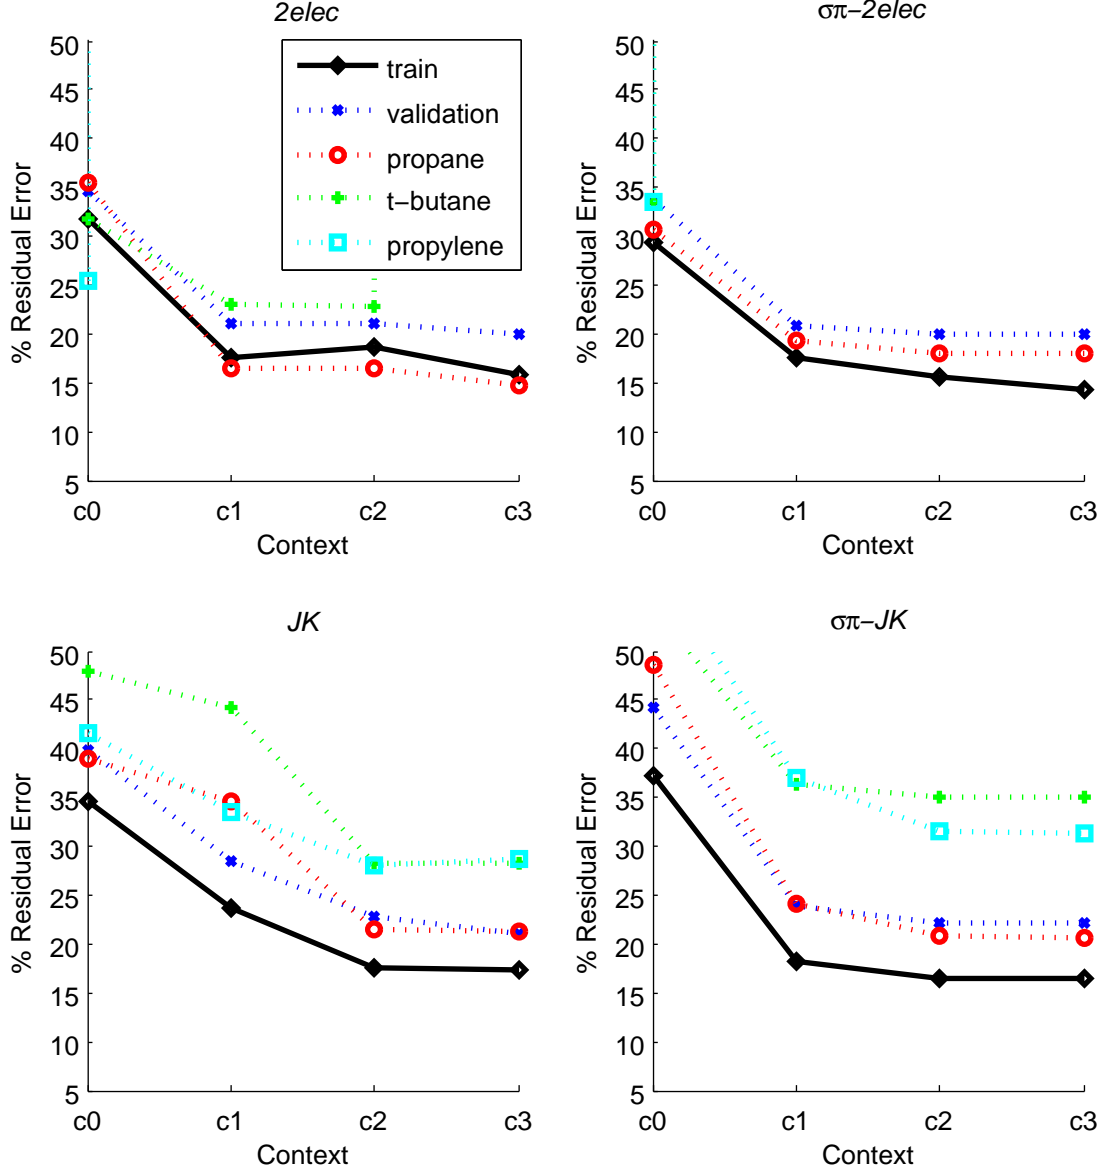 2elec
50
45
40
35
30
25
20
15
10
5
% Residual Error
c0 c1 c2 c3
Context
train
validation
propane
t−butane
propylene
σπ−2elec
50
45
40
35
30
25
20
15
10
5
% Residual Error
c0 c1 c2 c3
Context
JK
50
45
40
35
30
25
20
15
10
5
% Residual Error
c0 c1 c2 c3
Context
σπ−JK
50
45
40
35
30
25
20
15
10
5
% Residual Error
c0 c1 c2 c3
Context